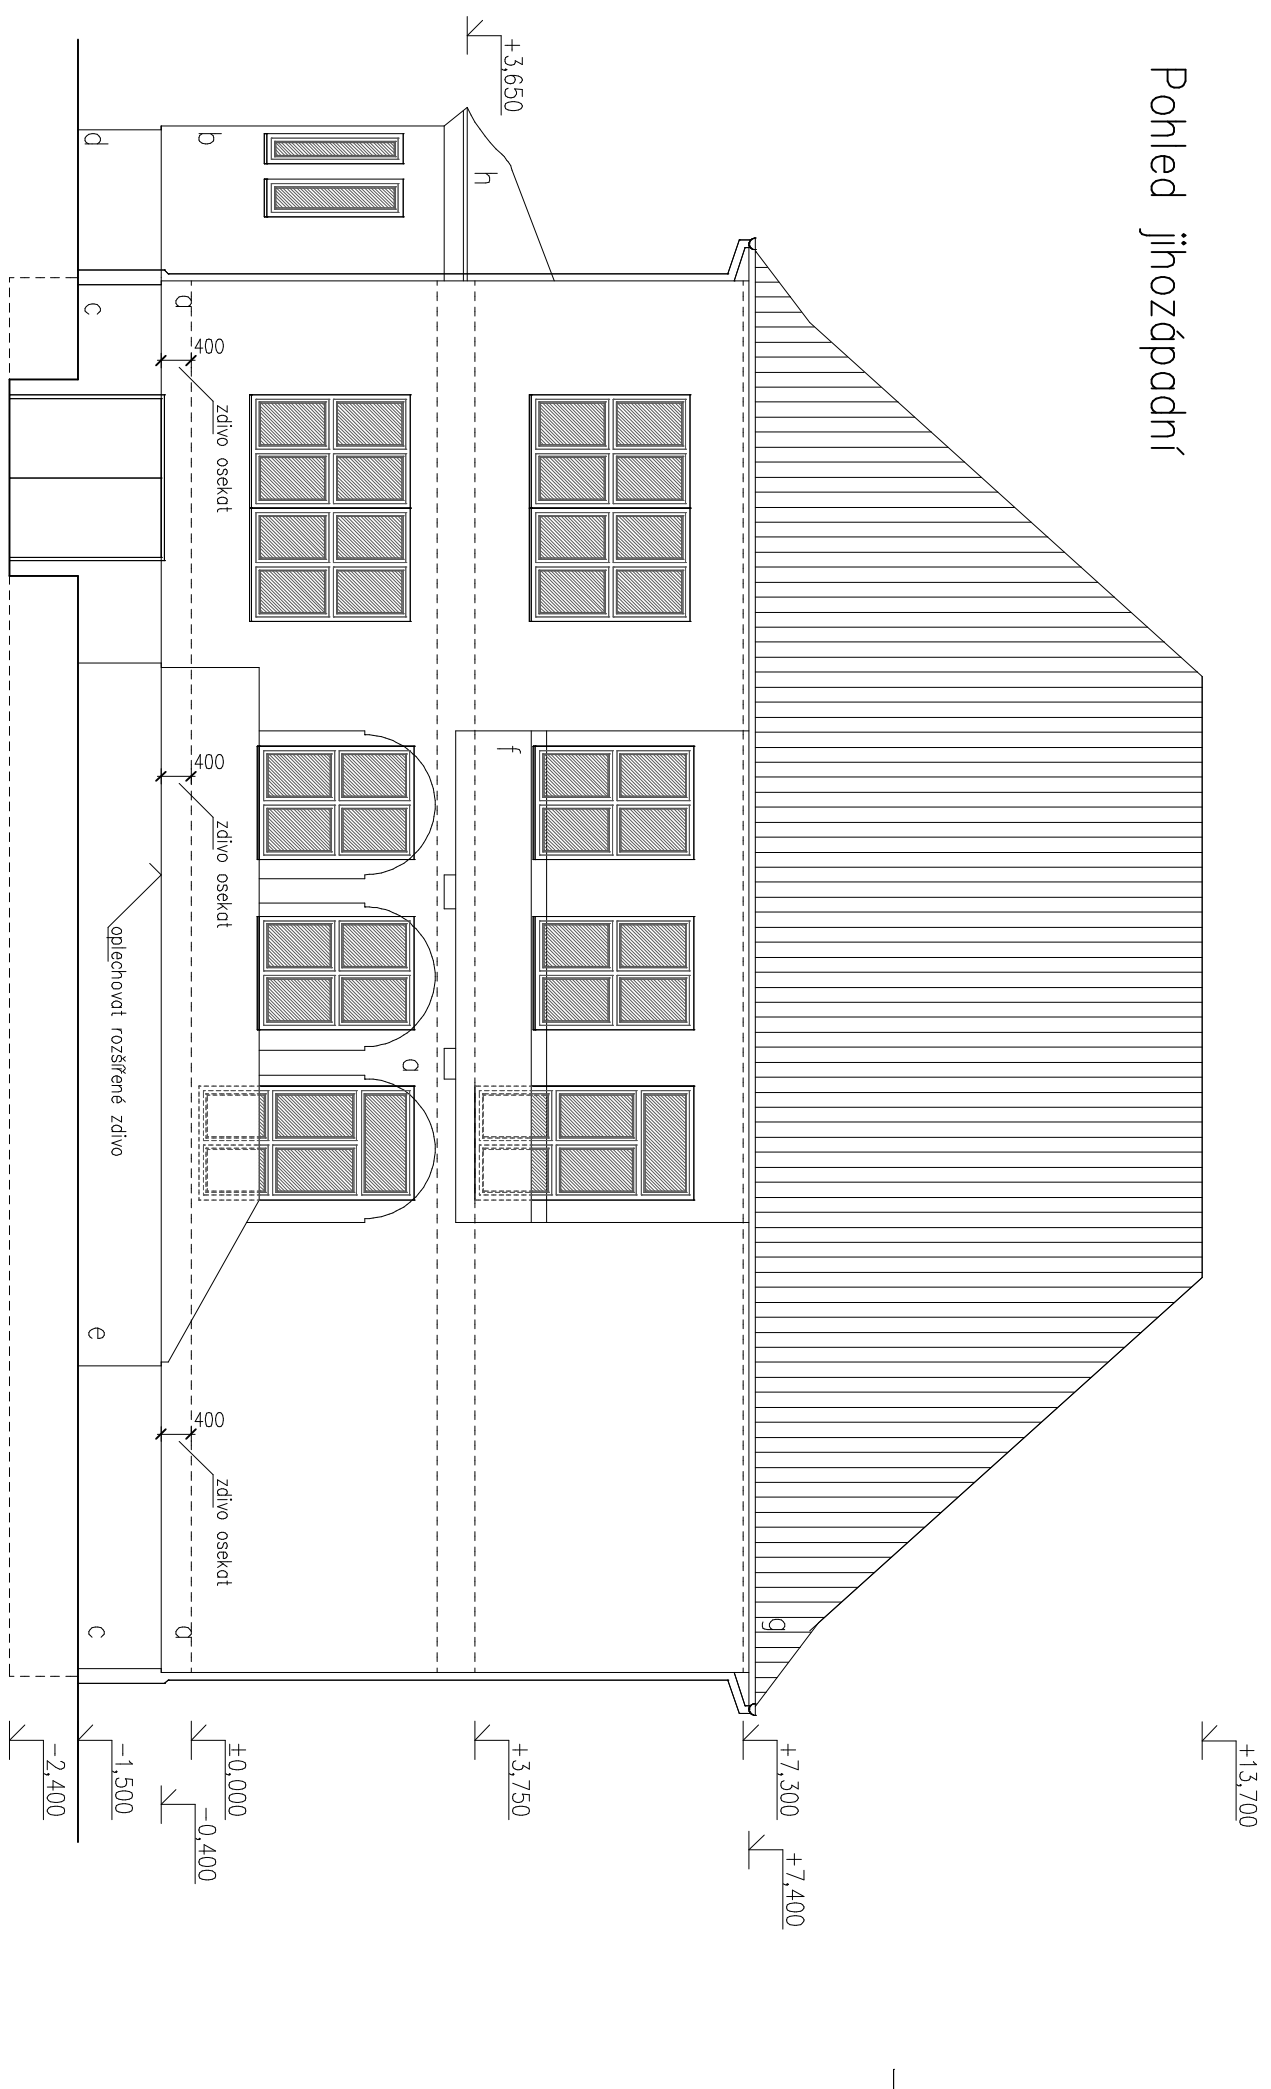 Pohled jihozápadní
+13,700
+7,400
+7,300
+3,650
+3,750
h
f
g
a
b
±0,000
-0,400
a
400
zdivo osekat
400
zdivo osekat
400
zdivo osekat
a
d
c
oplechovat rozšířené zdivo
e
c
-1,500
-2,400